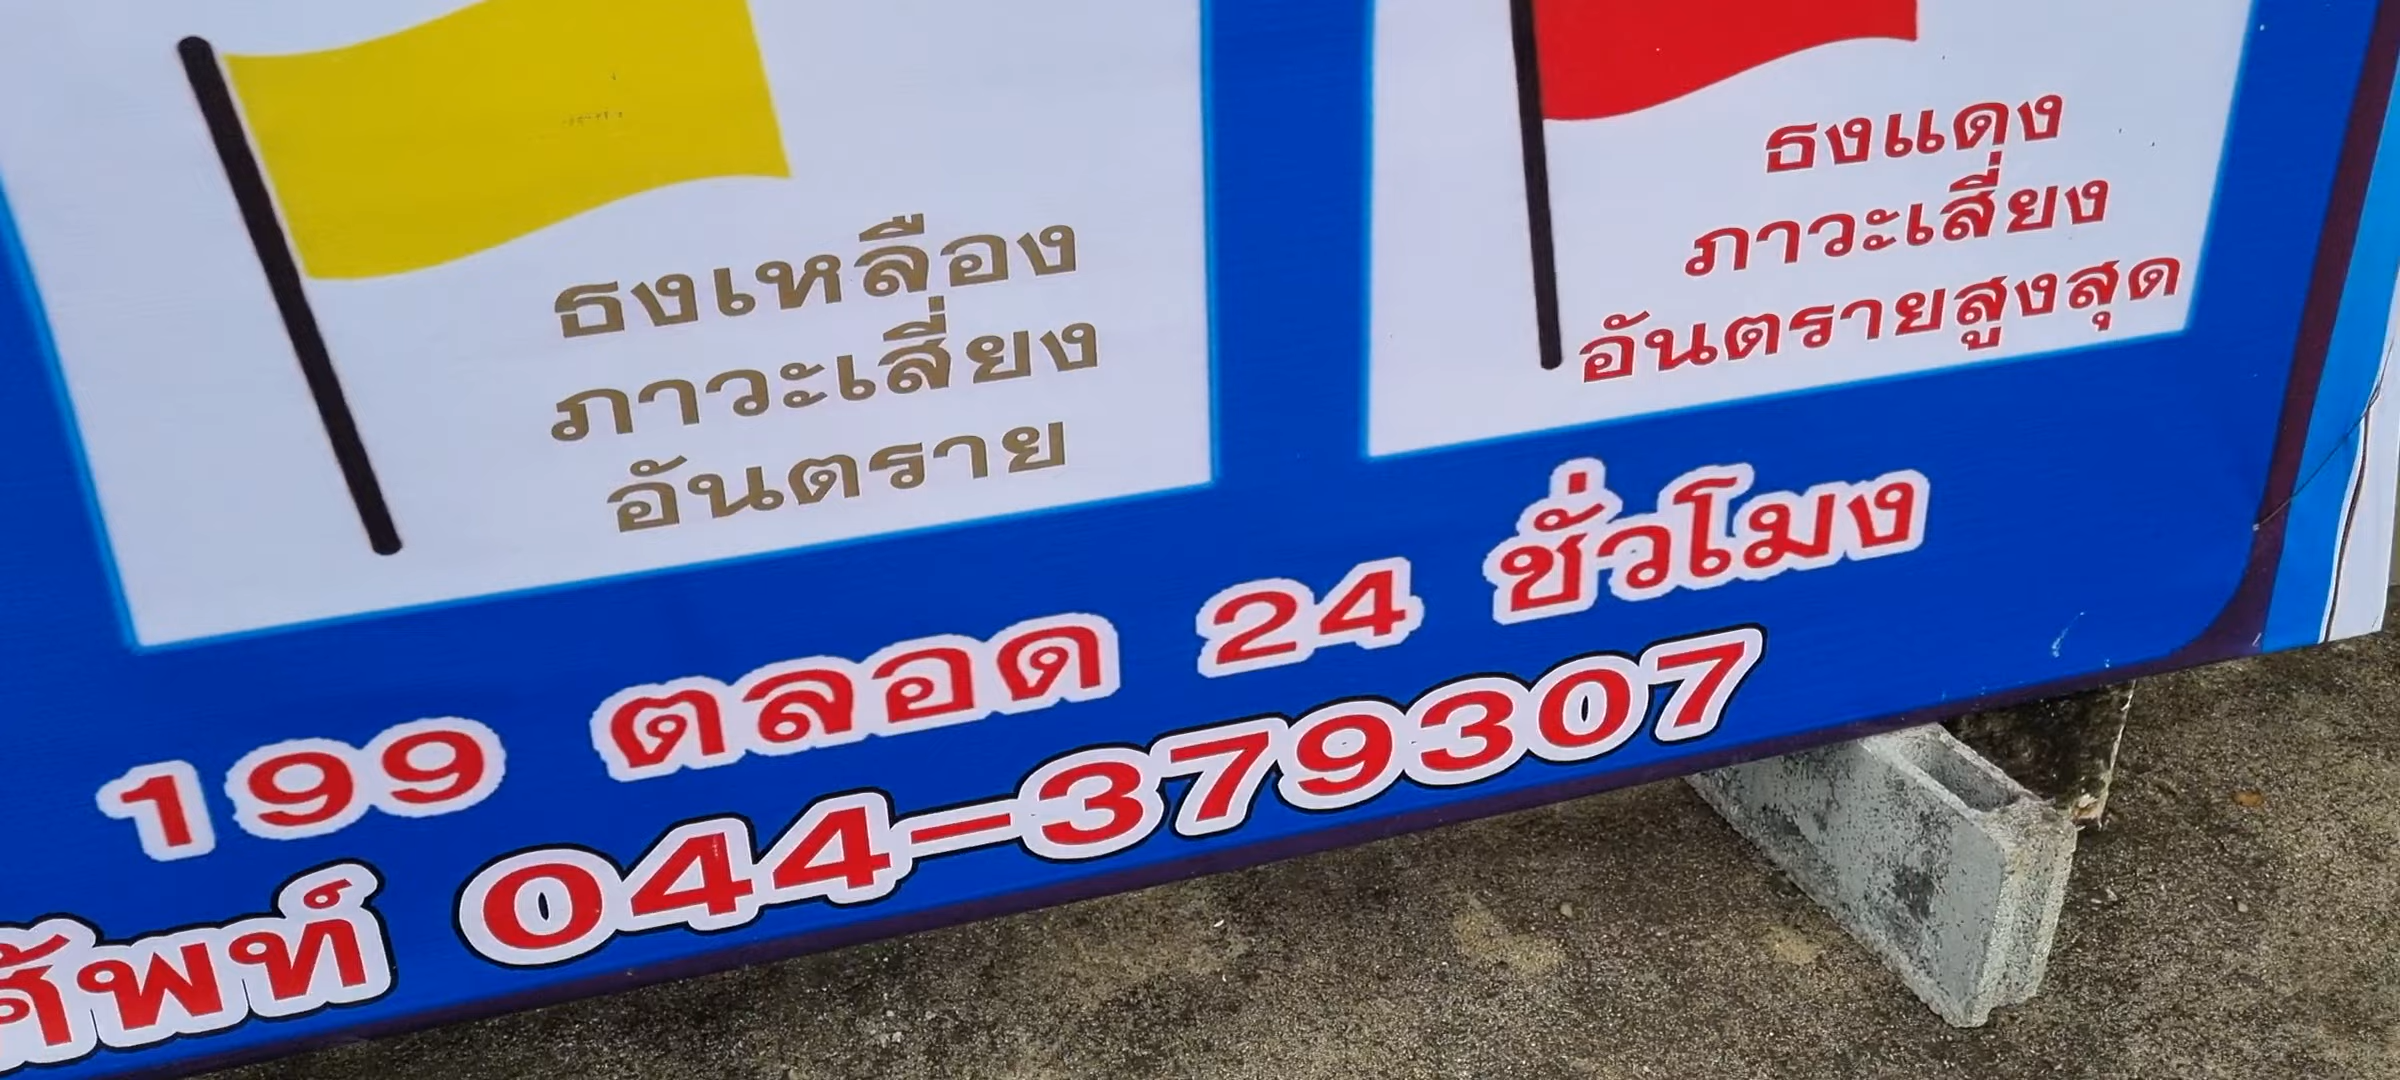 ธงเหลือง
ภาวะเสี่ยง
อันตราย
ธงแดง
ภาวะเสี่ยง
อันตรายสูงสุด
199 ตลอด 24 ชั่วโมง
044-379307